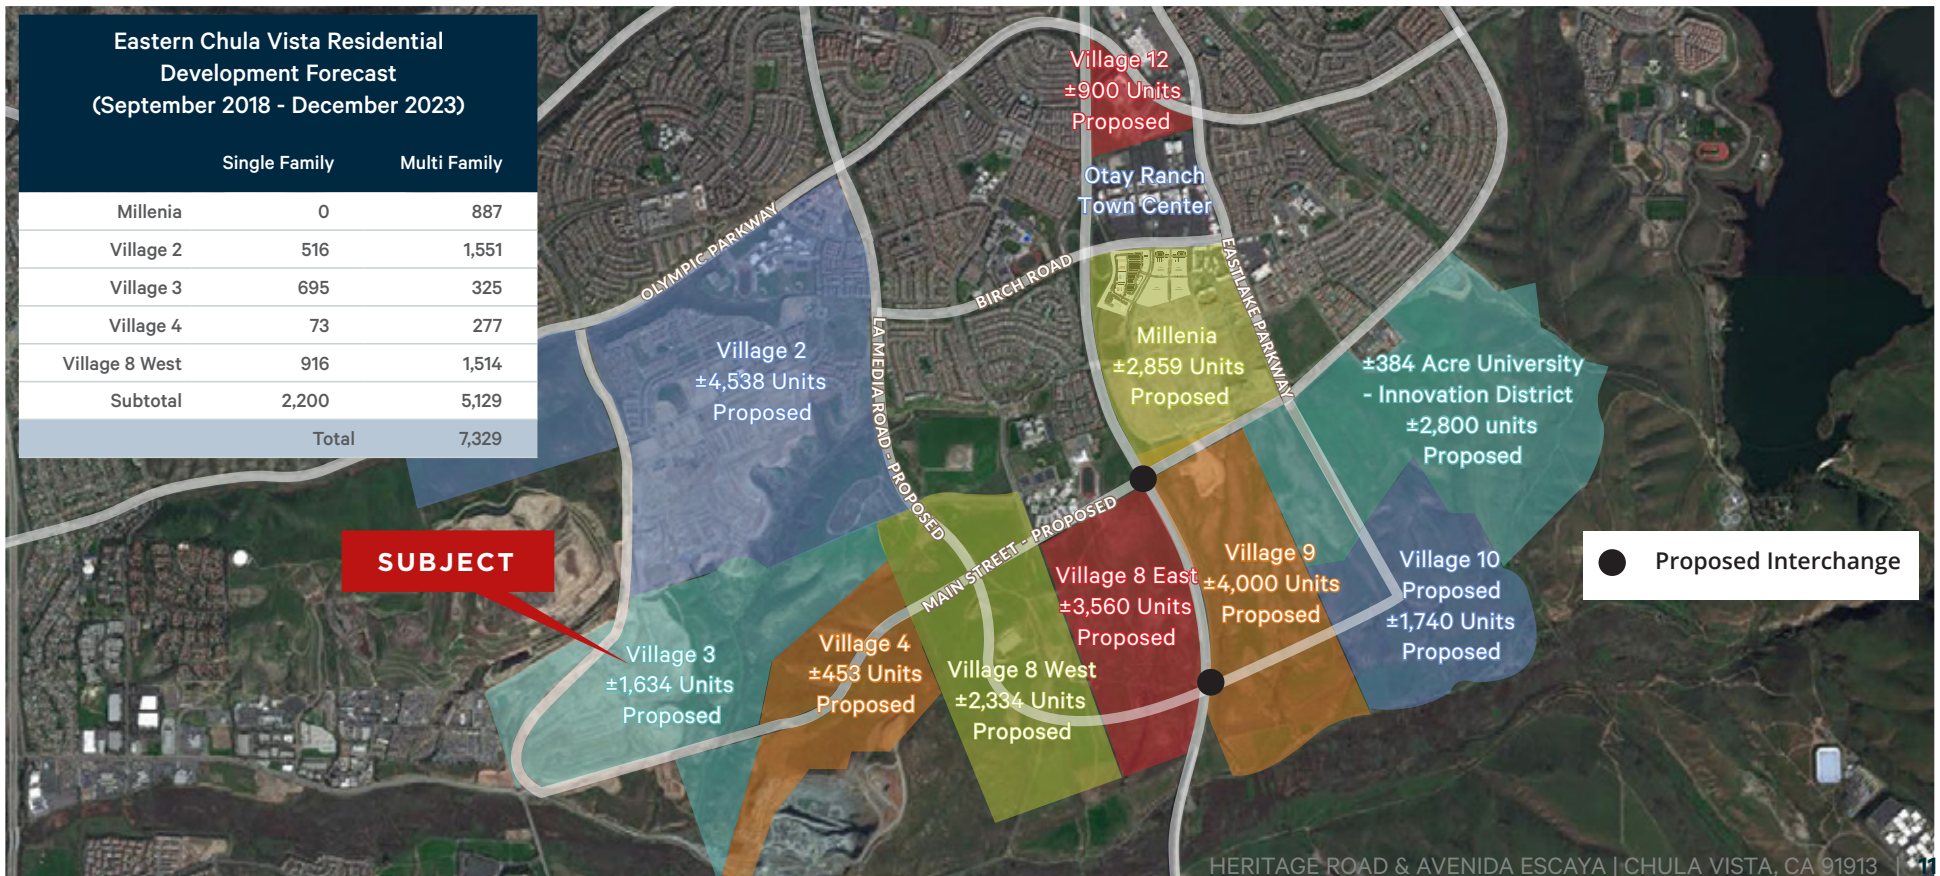 Eastern Chula Vista Residential
Development Forecast
(September 2018 - December 2023)
Single Family Multi Family
Millenia 0 887
Village 2 516 1,551
Village 3 695 325
Village 4 73 277
Village 8 West 916 1,514
Subtotal 2,200 5,129
Total 7,329
Village 12
±900 Units
Proposed
Otay Ranch
Town Center
OLYMPIC PARKWAY
BIRCH ROAD
EASTLAKE PARKWAY
LA MEDIA ROAD - PROPOSED
MAIN STREET - PROPOSED
Village 2
±4,538 Units
Proposed
Millenia
±2,859 Units
Proposed
±384 Acre University
- Innovation District
±2,800 units
Proposed
SUBJECT
Village 3
±1,634 Units
Proposed
Village 4
±453 Units
Proposed
Village 8 West
±2,334 Units
Proposed
Village 8 East
±3,560 Units
Proposed
Village 9
±4,000 Units
Proposed
Village 10
Proposed
±1,740 Units
Proposed
Proposed Interchange
HERITAGE ROAD & AVENIDA ESCAYA | CHULA VISTA, CA 91913 | 11